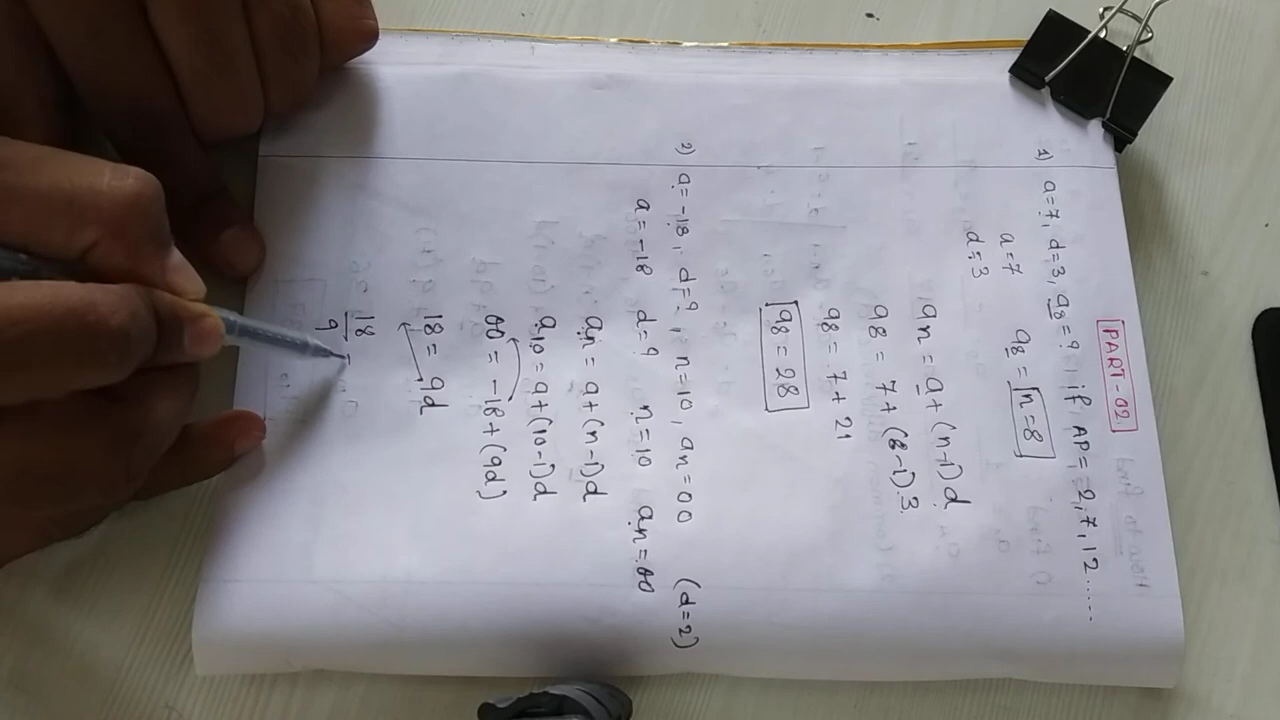 PART-02
1) a=7, d=3, a8=? if AP= 2,7,12.....
a=7
d=3
a8 = n=8
an = a+(n-1)d
a8 = 7+(8-1).3
a8 = 7+21
a8 = 28
2) a=-18, d=?, n=10, an=00 (d=2)
a=-18 d=? n=10 an=00
an = a+(n-1)d
a10 = a+(10-1)d
00 = -18+(9d)
18 = 9d
18/9 =